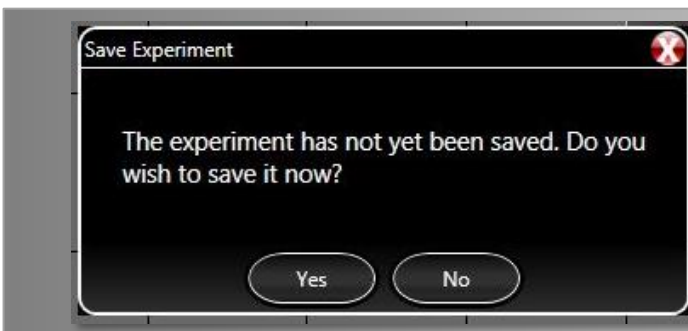 Save Experiment
X
The experiment has not yet been saved. Do you
wish to save it now?
Yes
No